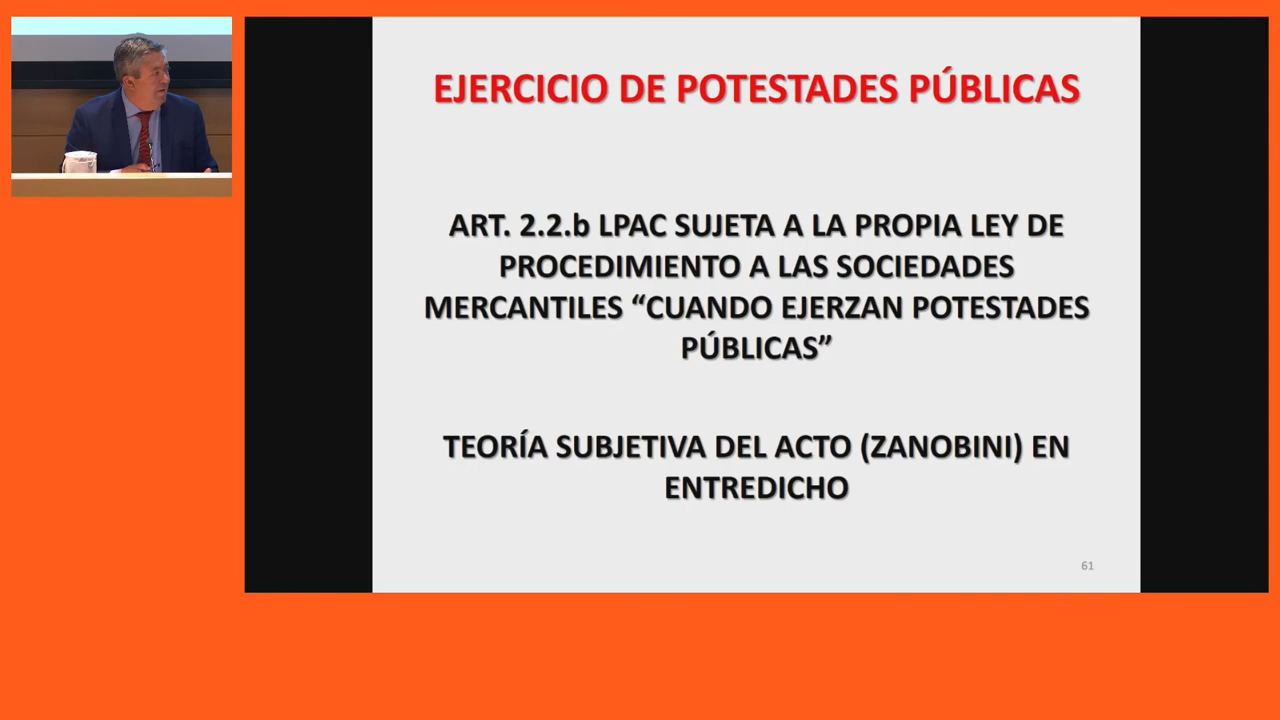 EJERCICIO DE POTESTADES PÚBLICAS
ART. 2.2.b LPAC SUJETA A LA PROPIA LEY DE
PROCEDIMIENTO A LAS SOCIEDADES
MERCANTILES “CUANDO EJERZAN POTESTADES
PÚBLICAS”
TEORÍA SUBJETIVA DEL ACTO (ZANOBINI) EN
ENTREDICHO
61